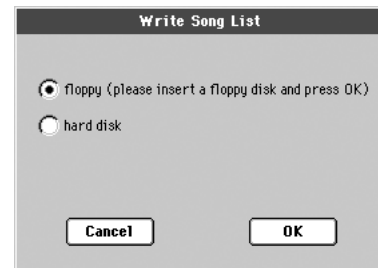 Write Song List
floppy (please insert a floppy disk and press OK)
hard disk
Cancel OK